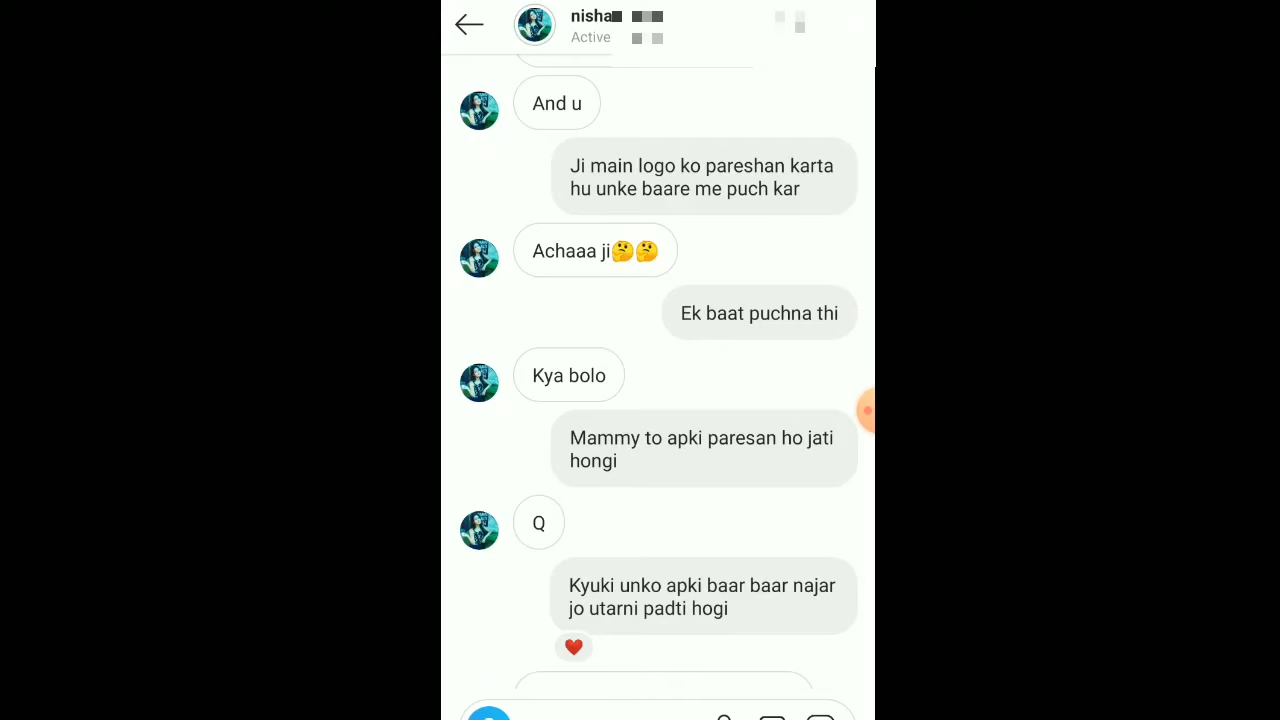 nisha
Active
And u
Ji main logo ko pareshan karta
hu unke baare me puch kar
Achaaa ji🤔🤔
Ek baat puchna thi
Kya bolo
Mammy to apki paresan ho jati
hongi
Q
Kyuki unko apki baar baar najar
jo utarni padti hogi
❤️